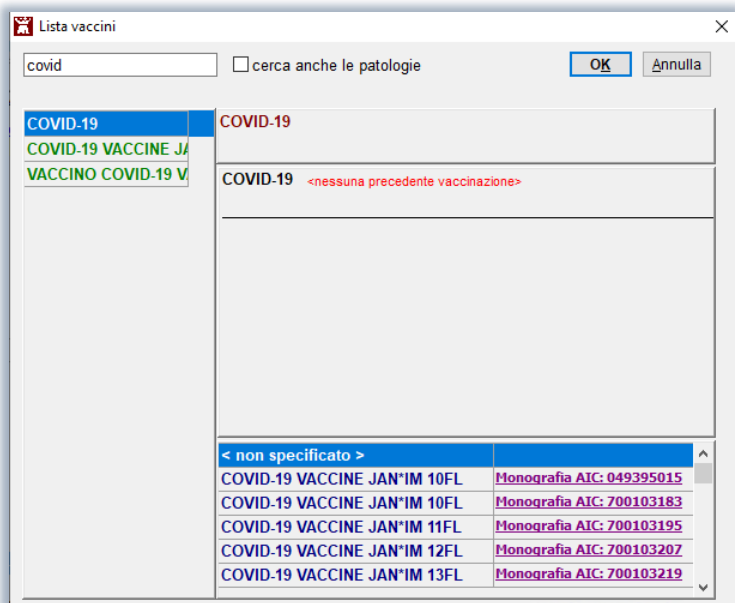 Lista vaccini
covid
cerca anche le patologie
OK
Annulla
COVID-19
COVID-19 VACCINE JA
VACCINO COVID-19 V
COVID-19
COVID-19 <nessuna precedente vaccinazione>
< non specificato >
COVID-19 VACCINE JAN*IM 10FL Monografia AIC: 049395015
COVID-19 VACCINE JAN*IM 10FL Monografia AIC: 700103183
COVID-19 VACCINE JAN*IM 11FL Monografia AIC: 700103195
COVID-19 VACCINE JAN*IM 12FL Monografia AIC: 700103207
COVID-19 VACCINE JAN*IM 13FL Monografia AIC: 700103219